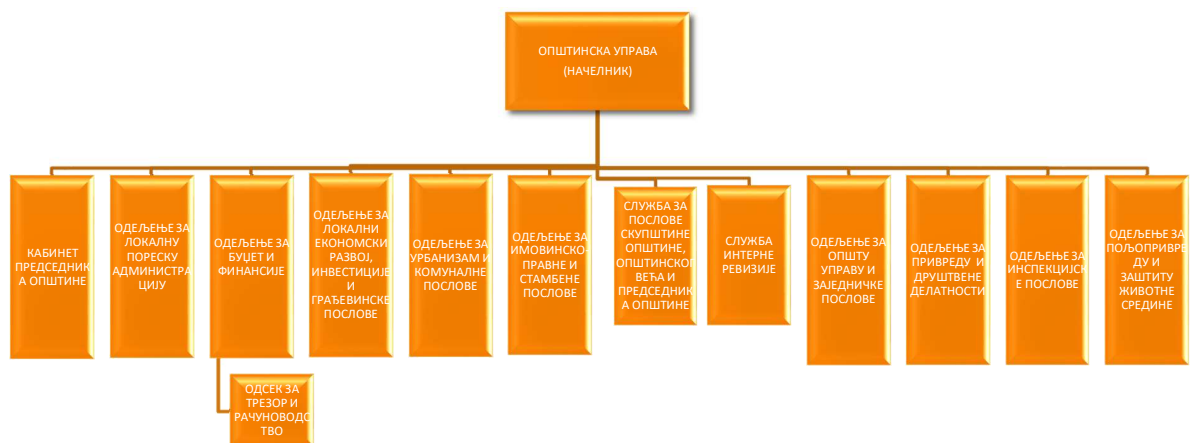 ОПШТИНСКА УПРАВА
(НАЧЕЛНИК)
КАБИНЕТ
ПРЕДСЕДНИК
А ОПШТИНЕ
ОДЕЉЕЊЕ ЗА
ЛОКАЛНУ
ПОРЕСКУ
АДМИНИСТРА
ЦИЈУ
ОДЕЉЕЊЕ ЗА
БУЏЕТ И
ФИНАНСИЈЕ
ОДЕЉЕЊЕ ЗА
ЛОКАЛНИ
ЕКОНОМСКИ
РАЗВОЈ,
ИНВЕСТИЦИЈЕ
И
ГРАЂЕВИНСКЕ
ПОСЛОВЕ
ОДЕЉЕЊЕ ЗА
УРБАНИЗАМ И
КОМУНАЛНЕ
ПОСЛОВЕ
ОДЕЉЕЊЕ ЗА
ИМОВИНСКО-
ПРАВНЕ И
СТАМБЕНЕ
ПОСЛОВЕ
СЛУЖБА ЗА
ПОСЛОВЕ
СКУПШТИНЕ
ОПШТИНЕ,
ОПШТИНСКОГ
ВЕЋА И
ПРЕДСЕДНИК
А ОПШТИНЕ
СЛУЖБА
ИНТЕРНЕ
РЕВИЗИЈЕ
ОДЕЉЕЊЕ ЗА
ОПШТУ
УПРАВУ И
ЗАЈЕДНИЧКЕ
ПОСЛОВЕ
ОДЕЉЕЊЕ ЗА
ПРИВРЕДУ И
ДРУШТВЕНЕ
ДЕЛАТНОСТИ
ОДЕЉЕЊЕ ЗА
ИНСПЕКЦИЈСК
Е ПОСЛОВЕ
ОДЕЉЕЊЕ ЗА
ПОЉОПРИВРЕ
ДУ И
ЗАШТИТУ
ЖИВОТНЕ
СРЕДИНЕ
ОДСЕК ЗА
ТРЕЗОР И
РАЧУНОВОДС
ТВО